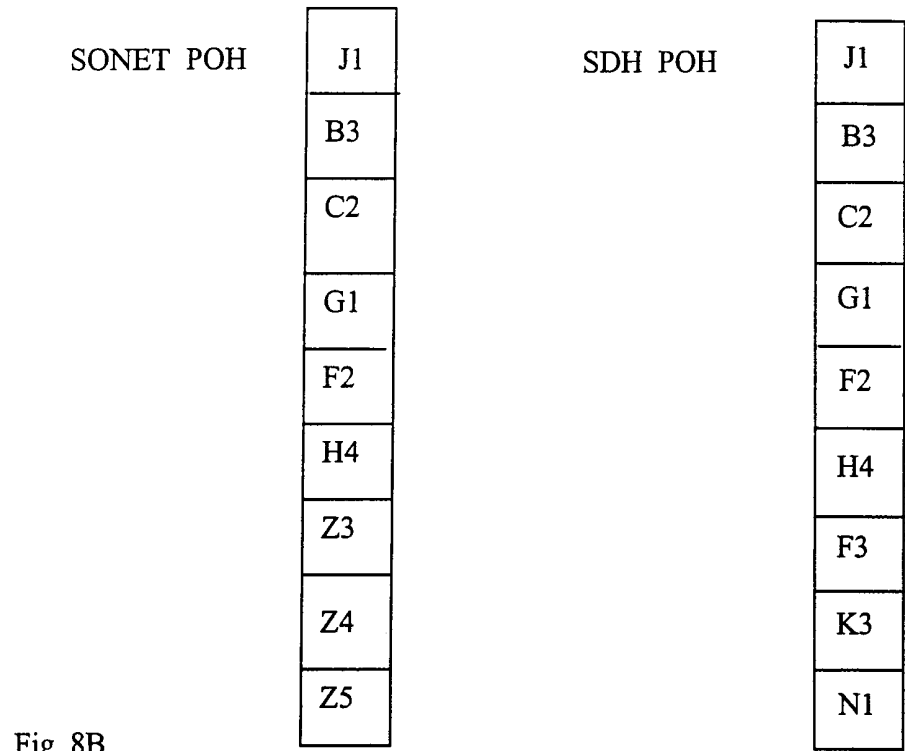 SONET POH
J1
B3
C2
G1
F2
H4
Z3
Z4
Z5
SDH POH
J1
B3
C2
G1
F2
H4
F3
K3
N1
Fig. 8B